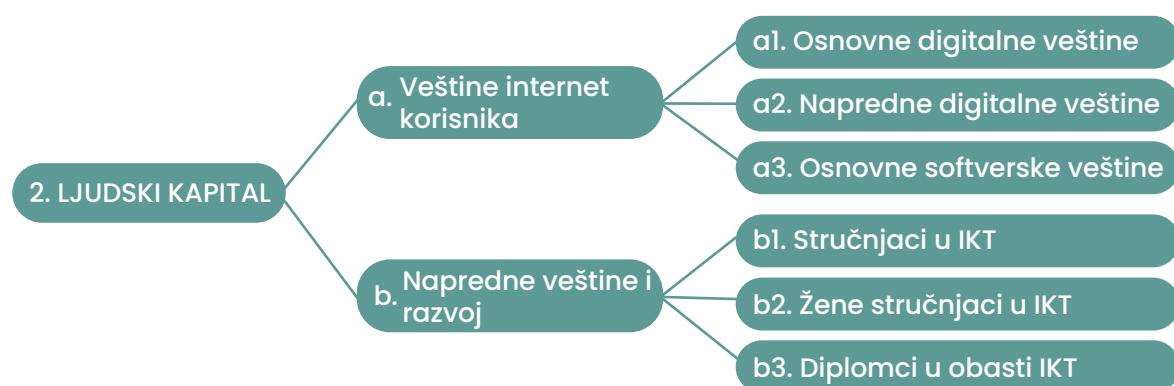 2. LJUDSKI KAPITAL
a. Veštine internet
korisnika
a1. Osnovne digitalne veštine
a2. Napredne digitalne veštine
a3. Osnovne softverske veštine
b. Napredne veštine i
razvoj
b1. Stručnjaci u IKT
b2. Žene stručnjaci u IKT
b3. Diplomci u obasti IKT